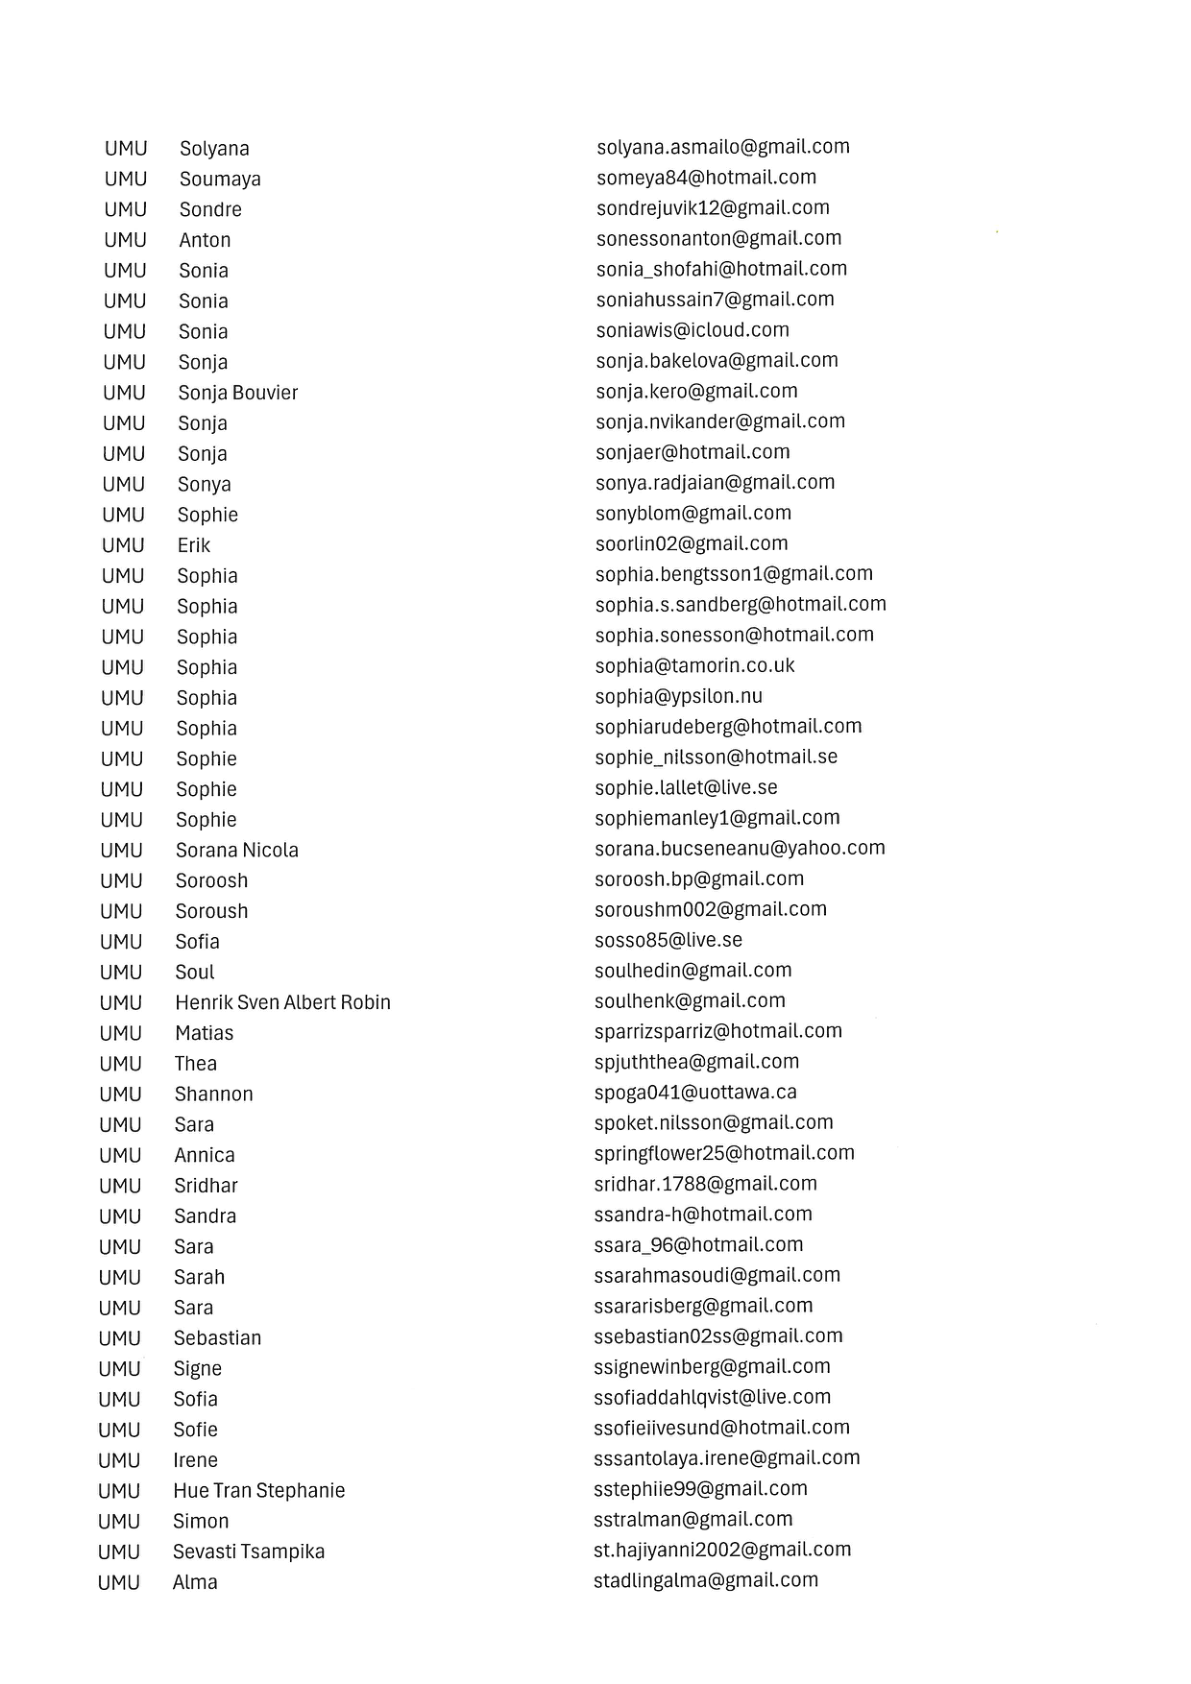 UMU Solyana solyana.asmailo@gmail.com
UMU Soumaya someya84@hotmail.com
UMU Sondre sondrejuvik12@gmail.com
UMU Anton sonessonanton@gmail.com
UMU Sonia sonia_shofahi@hotmail.com
UMU Sonia soniahussain7@gmail.com
UMU Sonia soniawis@icloud.com
UMU Sonja sonja.bakelova@gmail.com
UMU Sonja Bouvier sonja.kero@gmail.com
UMU Sonja sonja.nvikander@gmail.com
UMU Sonja sonjaer@hotmail.com
UMU Sonya sonya.radjaian@gmail.com
UMU Sophie sonyblom@gmail.com
UMU Erik soorlin02@gmail.com
UMU Sophia sophia.bengtsson1@gmail.com
UMU Sophia sophia.s.sandberg@hotmail.com
UMU Sophia sophia.sonesson@hotmail.com
UMU Sophia sophia@tamorin.co.uk
UMU Sophia sophia@ypsilon.nu
UMU Sophia sophiarudeberg@hotmail.com
UMU Sophie sophie_nilsson@hotmail.se
UMU Sophie sophie.lallet@live.se
UMU Sophie sophiemanley1@gmail.com
UMU Sorana Nicola sorana.bucseneanu@yahoo.com
UMU Soroosh soroosh.bp@gmail.com
UMU Soroush soroushm002@gmail.com
UMU Sofia sosso85@live.se
UMU Soul soulhedin@gmail.com
UMU Henrik Sven Albert Robin soulhenk@gmail.com
UMU Matias sparrizsparriz@hotmail.com
UMU Thea spjuththea@gmail.com
UMU Shannon spoga041@uottawa.ca
UMU Sara spoket.nilsson@gmail.com
UMU Annica springflower25@hotmail.com
UMU Sridhar sridhar.1788@gmail.com
UMU Sandra ssandra-h@hotmail.com
UMU Sara ssara_96@hotmail.com
UMU Sarah ssarahmasoudi@gmail.com
UMU Sara ssararisberg@gmail.com
UMU Sebastian ssebastian02ss@gmail.com
UMU Signe ssignewinberg@gmail.com
UMU Sofia ssofiaddahlqvist@live.com
UMU Sofie ssofieiivesund@hotmail.com
UMU Irene sssantolaya.irene@gmail.com
UMU Hue Tran Stephanie sstephiie99@gmail.com
UMU Simon sstralman@gmail.com
UMU Sevasti Tsampika st.hajiyanni2002@gmail.com
UMU Alma stadlingalma@gmail.com